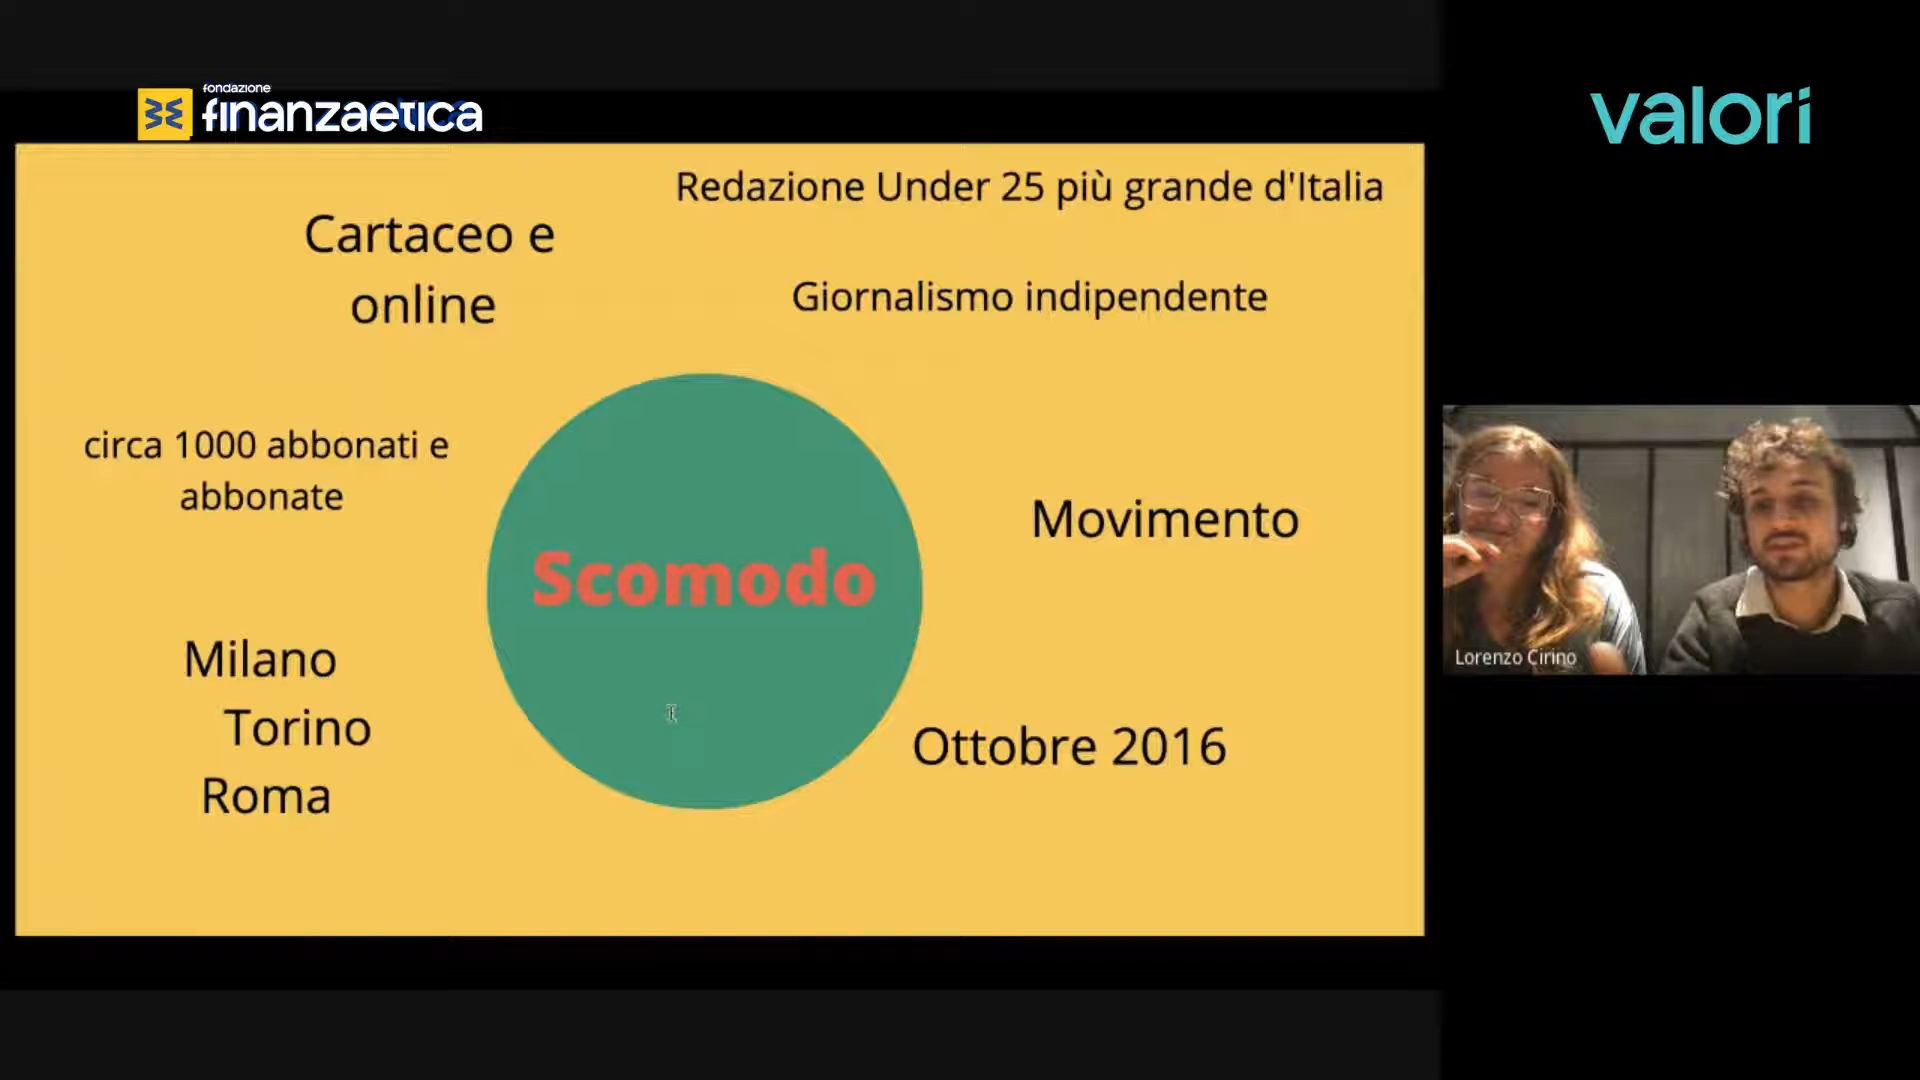 fondazione
finanzaetica
valori
Redazione Under 25 più grande d'Italia
Cartaceo e
online
Giornalismo indipendente
circa 1000 abbonati e
abbonate
Movimento
Scomodo
Milano
Torino
Roma
Ottobre 2016
Lorenzo Cirino